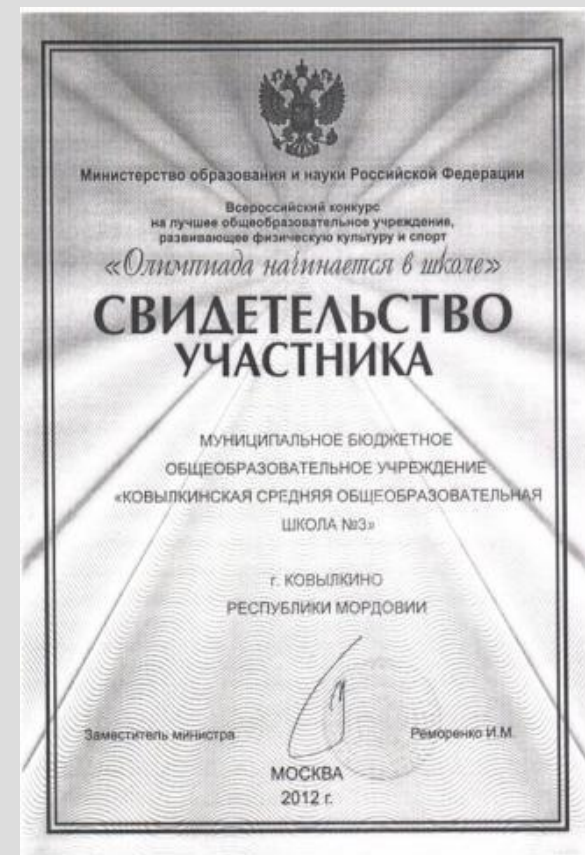 Министерство образования и науки Российской Федерации
Всероссийский конкурс
на лучшее общеобразовательное учреждение,
развивающее физическую культуру и спорт
«Олимпиада начинается в школе»
СВИДЕТЕЛЬСТВО
УЧАСТНИКА
МУНИЦИПАЛЬНОЕ БЮДЖЕТНОЕ
ОБЩЕОБРАЗОВАТЕЛЬНОЕ УЧРЕЖДЕНИЕ
«КОВЫЛКИНСКАЯ СРЕДНЯЯ ОБЩЕОБРАЗОВАТЕЛЬНАЯ
ШКОЛА №3»
г. КОВЫЛКИНО
РЕСПУБЛИКИ МОРДОВИИ
Заместитель министра Реморенко И.М.
МОСКВА
2012 г.